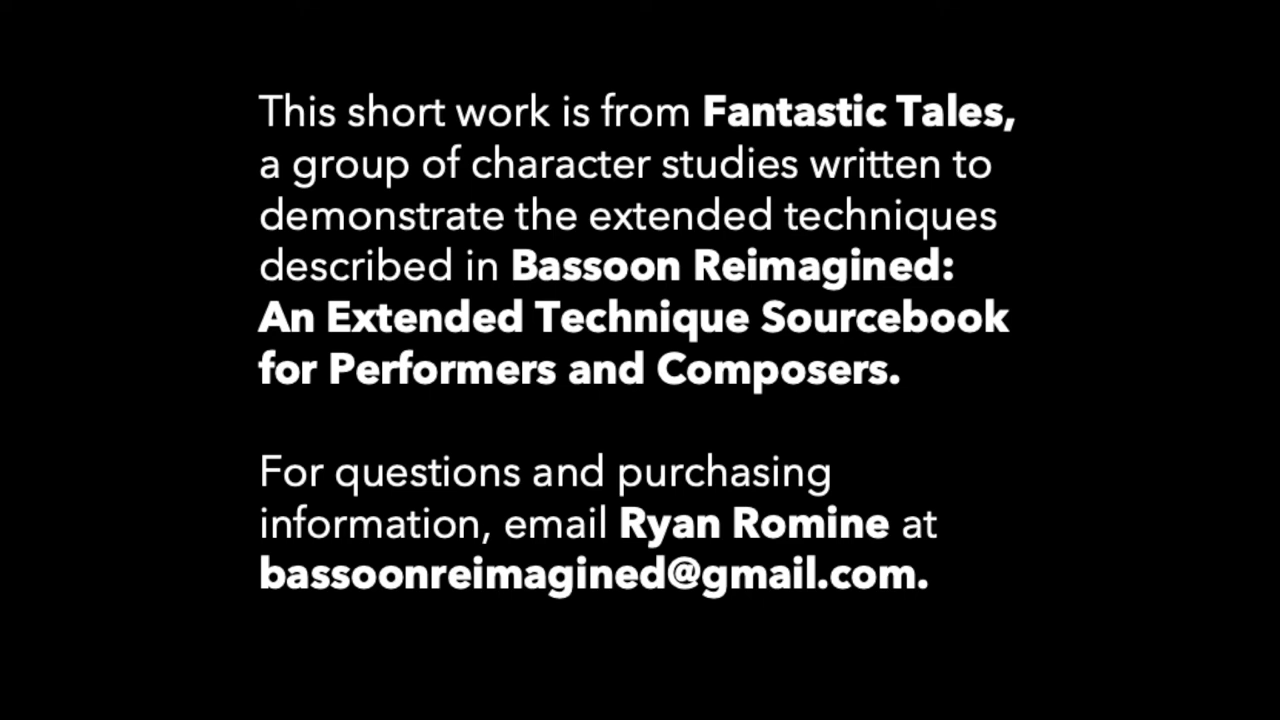 This short work is from Fantastic Tales,
a group of character studies written to
demonstrate the extended techniques
described in Bassoon Reimagined:
An Extended Technique Sourcebook
for Performers and Composers.
For questions and purchasing
information, email Ryan Romine at
bassoonreimagined@gmail.com.